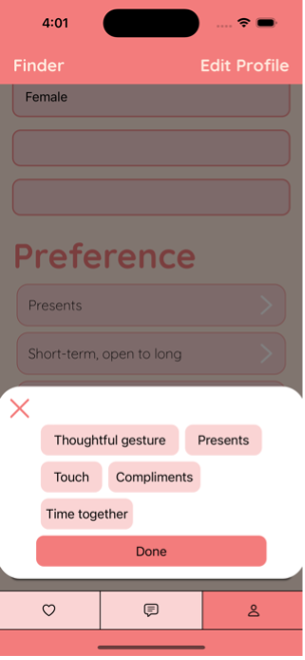 4:01
Finder
Edit Profile
Female
Preference
Presents
Short-term, open to long
Thoughtful gesture
Presents
Touch
Compliments
Time together
Done